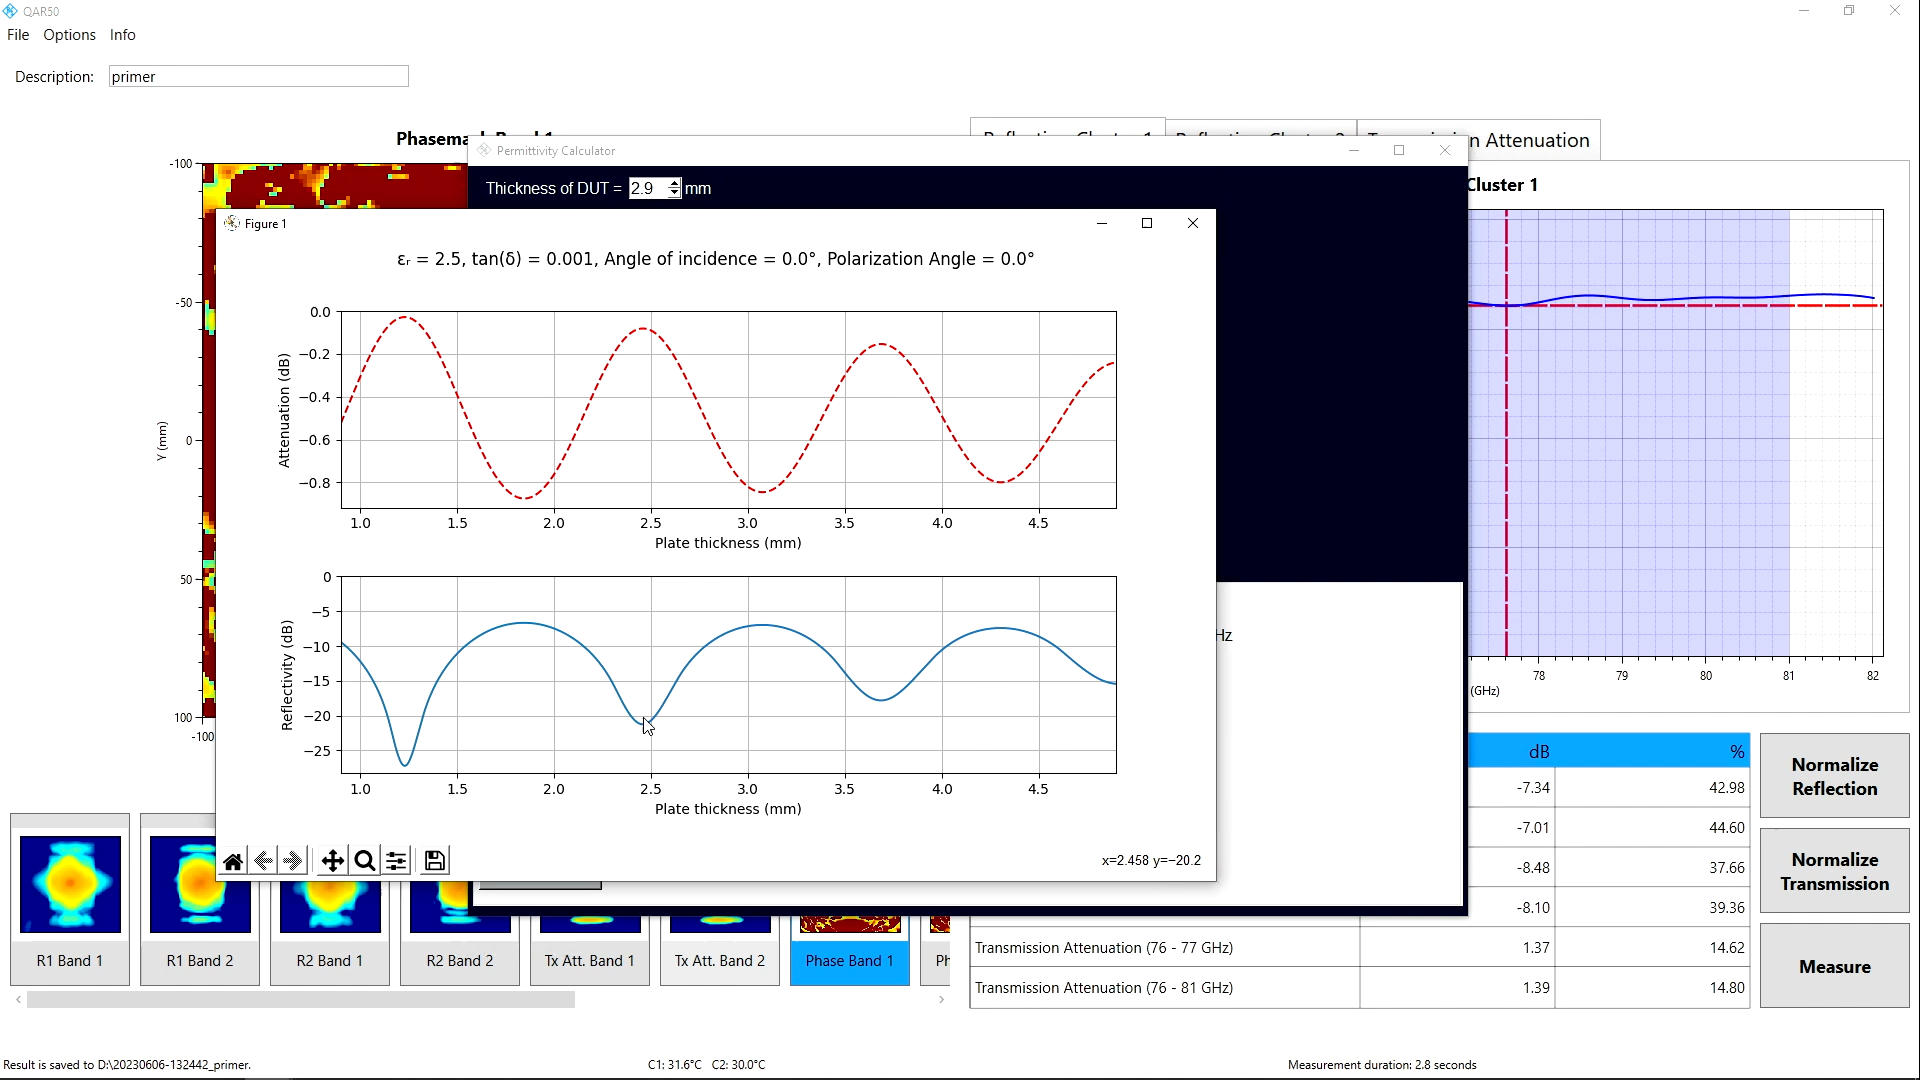 QAR50
File Options Info
Description: primer
Phasema
n Attenuation
Permittivity Calculator
Thickness of DUT = 2.9 mm
Cluster 1
Figure 1
εᵣ = 2.5, tan(δ) = 0.001, Angle of incidence = 0.0°, Polarization Angle = 0.0°
-100
-50
0
50
100
Y (mm)
-100
0.0
−0.2
−0.4
−0.6
−0.8
Attenuation (dB)
1.0 1.5 2.0 2.5 3.0 3.5 4.0 4.5
Plate thickness (mm)
0
−5
−10
−15
−20
−25
Reflectivity (dB)
1.0 1.5 2.0 2.5 3.0 3.5 4.0 4.5
Plate thickness (mm)
x=2.458 y=−20.2
Hz
78 79 80 81 82
(GHz)
dB %
-7.34 42.98
-7.01 44.60
-8.48 37.66
-8.10 39.36
Transmission Attenuation (76 - 77 GHz) 1.37 14.62
Transmission Attenuation (76 - 81 GHz) 1.39 14.80
Normalize
Reflection
Normalize
Transmission
Measure
R1 Band 1
R1 Band 2
R2 Band 1
R2 Band 2
Tx Att. Band 1
Tx Att. Band 2
Phase Band 1
Ph
Result is saved to D:\20230606-132442_primer.
C1: 31.6°C C2: 30.0°C
Measurement duration: 2.8 seconds